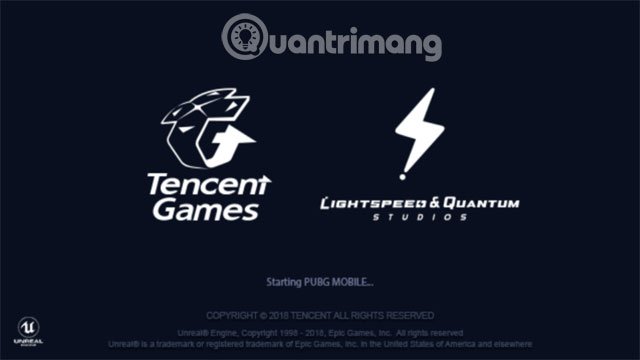 Quantrimang
Tencent
Games
LIGHTSPEED & QUANTUM
STUDIOS
Starting PUBG MOBILE...
COPYRIGHT © 2018 TENCENT ALL RIGHTS RESERVED
Unreal® Engine, Copyright 1998 - 2018, Epic Games, Inc. All rights reserved
Unreal® is a trademark or registered trademark of Epic Games, Inc. in the United States of America and elsewhere
UNREAL